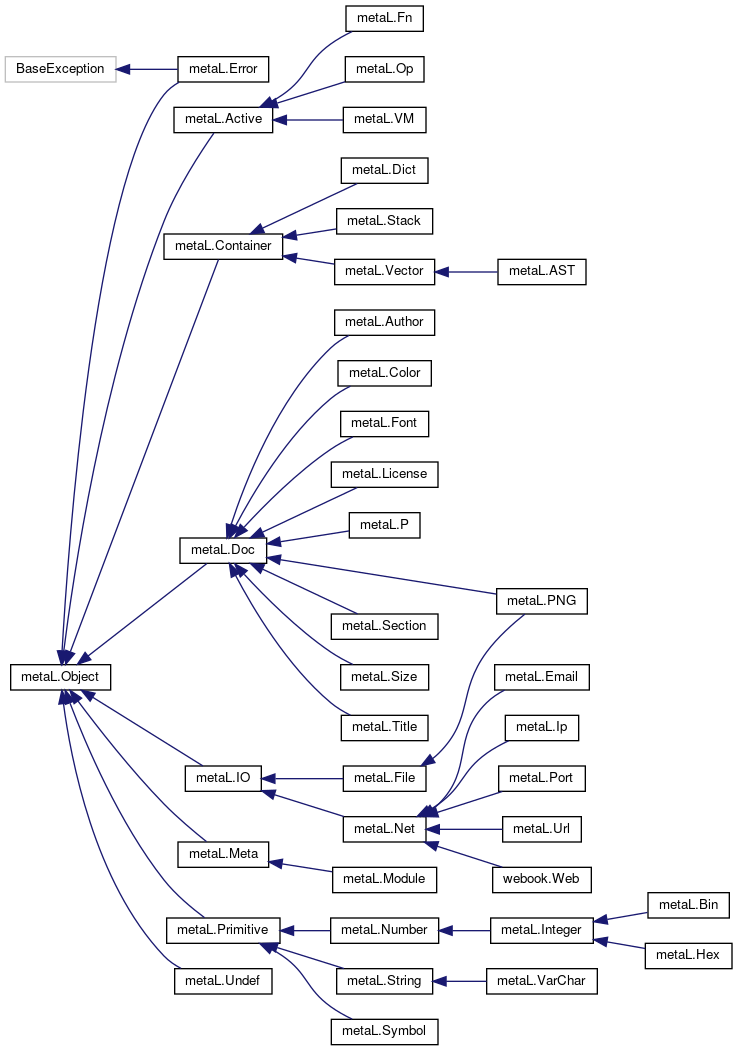 metaL.Fn
BaseException
metaL.Error
metaL.Op
metaL.Active
metaL.VM
metaL.Dict
metaL.Stack
metaL.Container
metaL.Vector
metaL.AST
metaL.Author
metaL.Color
metaL.Font
metaL.License
metaL.P
metaL.Doc
metaL.PNG
metaL.Section
metaL.Object
metaL.Size
metaL.Email
metaL.Title
metaL.Ip
metaL.IO
metaL.File
metaL.Port
metaL.Net
metaL.Url
metaL.Meta
metaL.Module
webook.Web
metaL.Bin
metaL.Primitive
metaL.Number
metaL.Integer
metaL.Hex
metaL.Undef
metaL.String
metaL.VarChar
metaL.Symbol